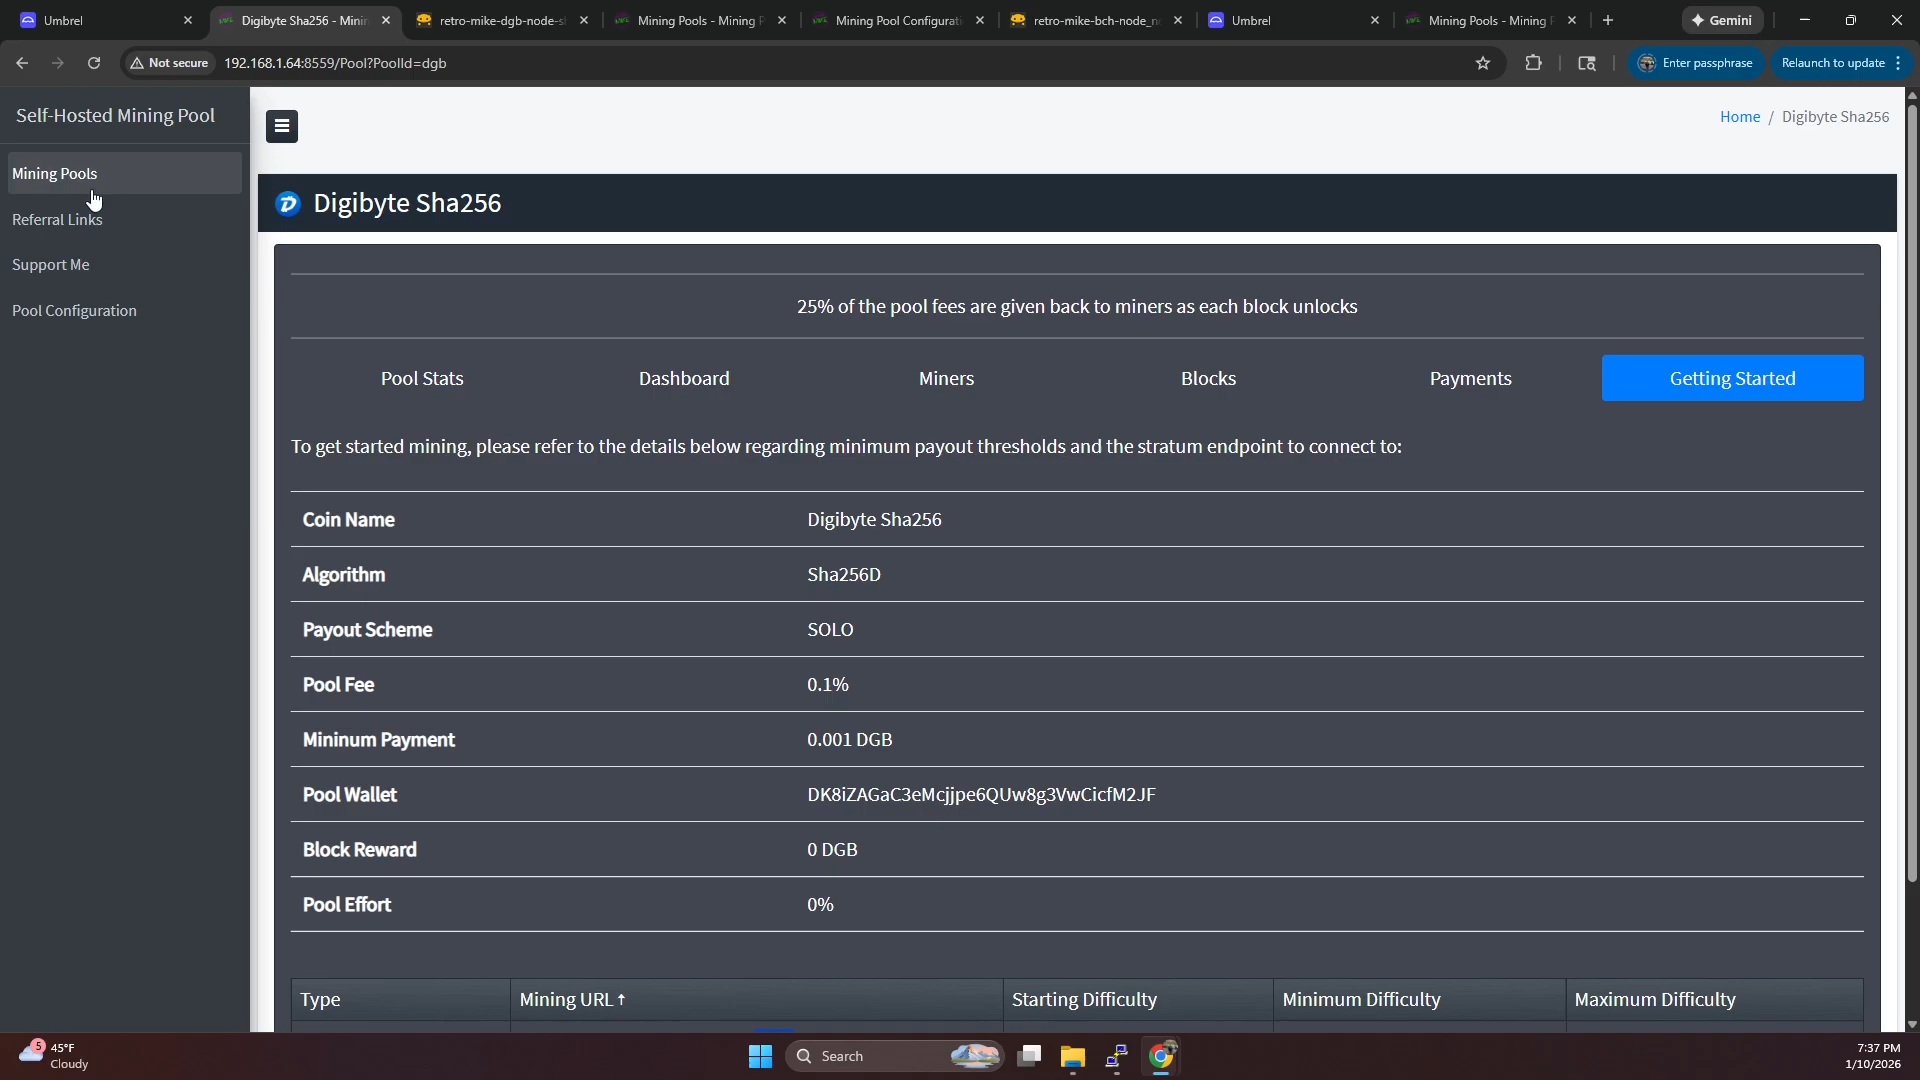 Umbrel
Digibyte Sha256 - Minin
retro-mike-dgb-node-s
Mining Pools - Mining P
Mining Pool Configurati
retro-mike-bch-node_n
Umbrel
Mining Pools - Mining P
Gemini
Not secure
192.168.1.64:8559/Pool?PoolId=dgb
Enter passphrase
Relaunch to update
Self-Hosted Mining Pool
Home / Digibyte Sha256
Mining Pools
Referral Links
Support Me
Pool Configuration
Digibyte Sha256
25% of the pool fees are given back to miners as each block unlocks
Pool Stats
Dashboard
Miners
Blocks
Payments
Getting Started
To get started mining, please refer to the details below regarding minimum payout thresholds and the stratum endpoint to connect to:
Coin Name Digibyte Sha256
Algorithm Sha256D
Payout Scheme SOLO
Pool Fee 0.1%
Mininum Payment 0.001 DGB
Pool Wallet DK8iZAGaC3eMcjjpe6QUw8g3VwCicfM2JF
Block Reward 0 DGB
Pool Effort 0%
Type Mining URL ↑ Starting Difficulty Minimum Difficulty Maximum Difficulty
5
45°F
Cloudy
Search
7:37 PM
1/10/2026